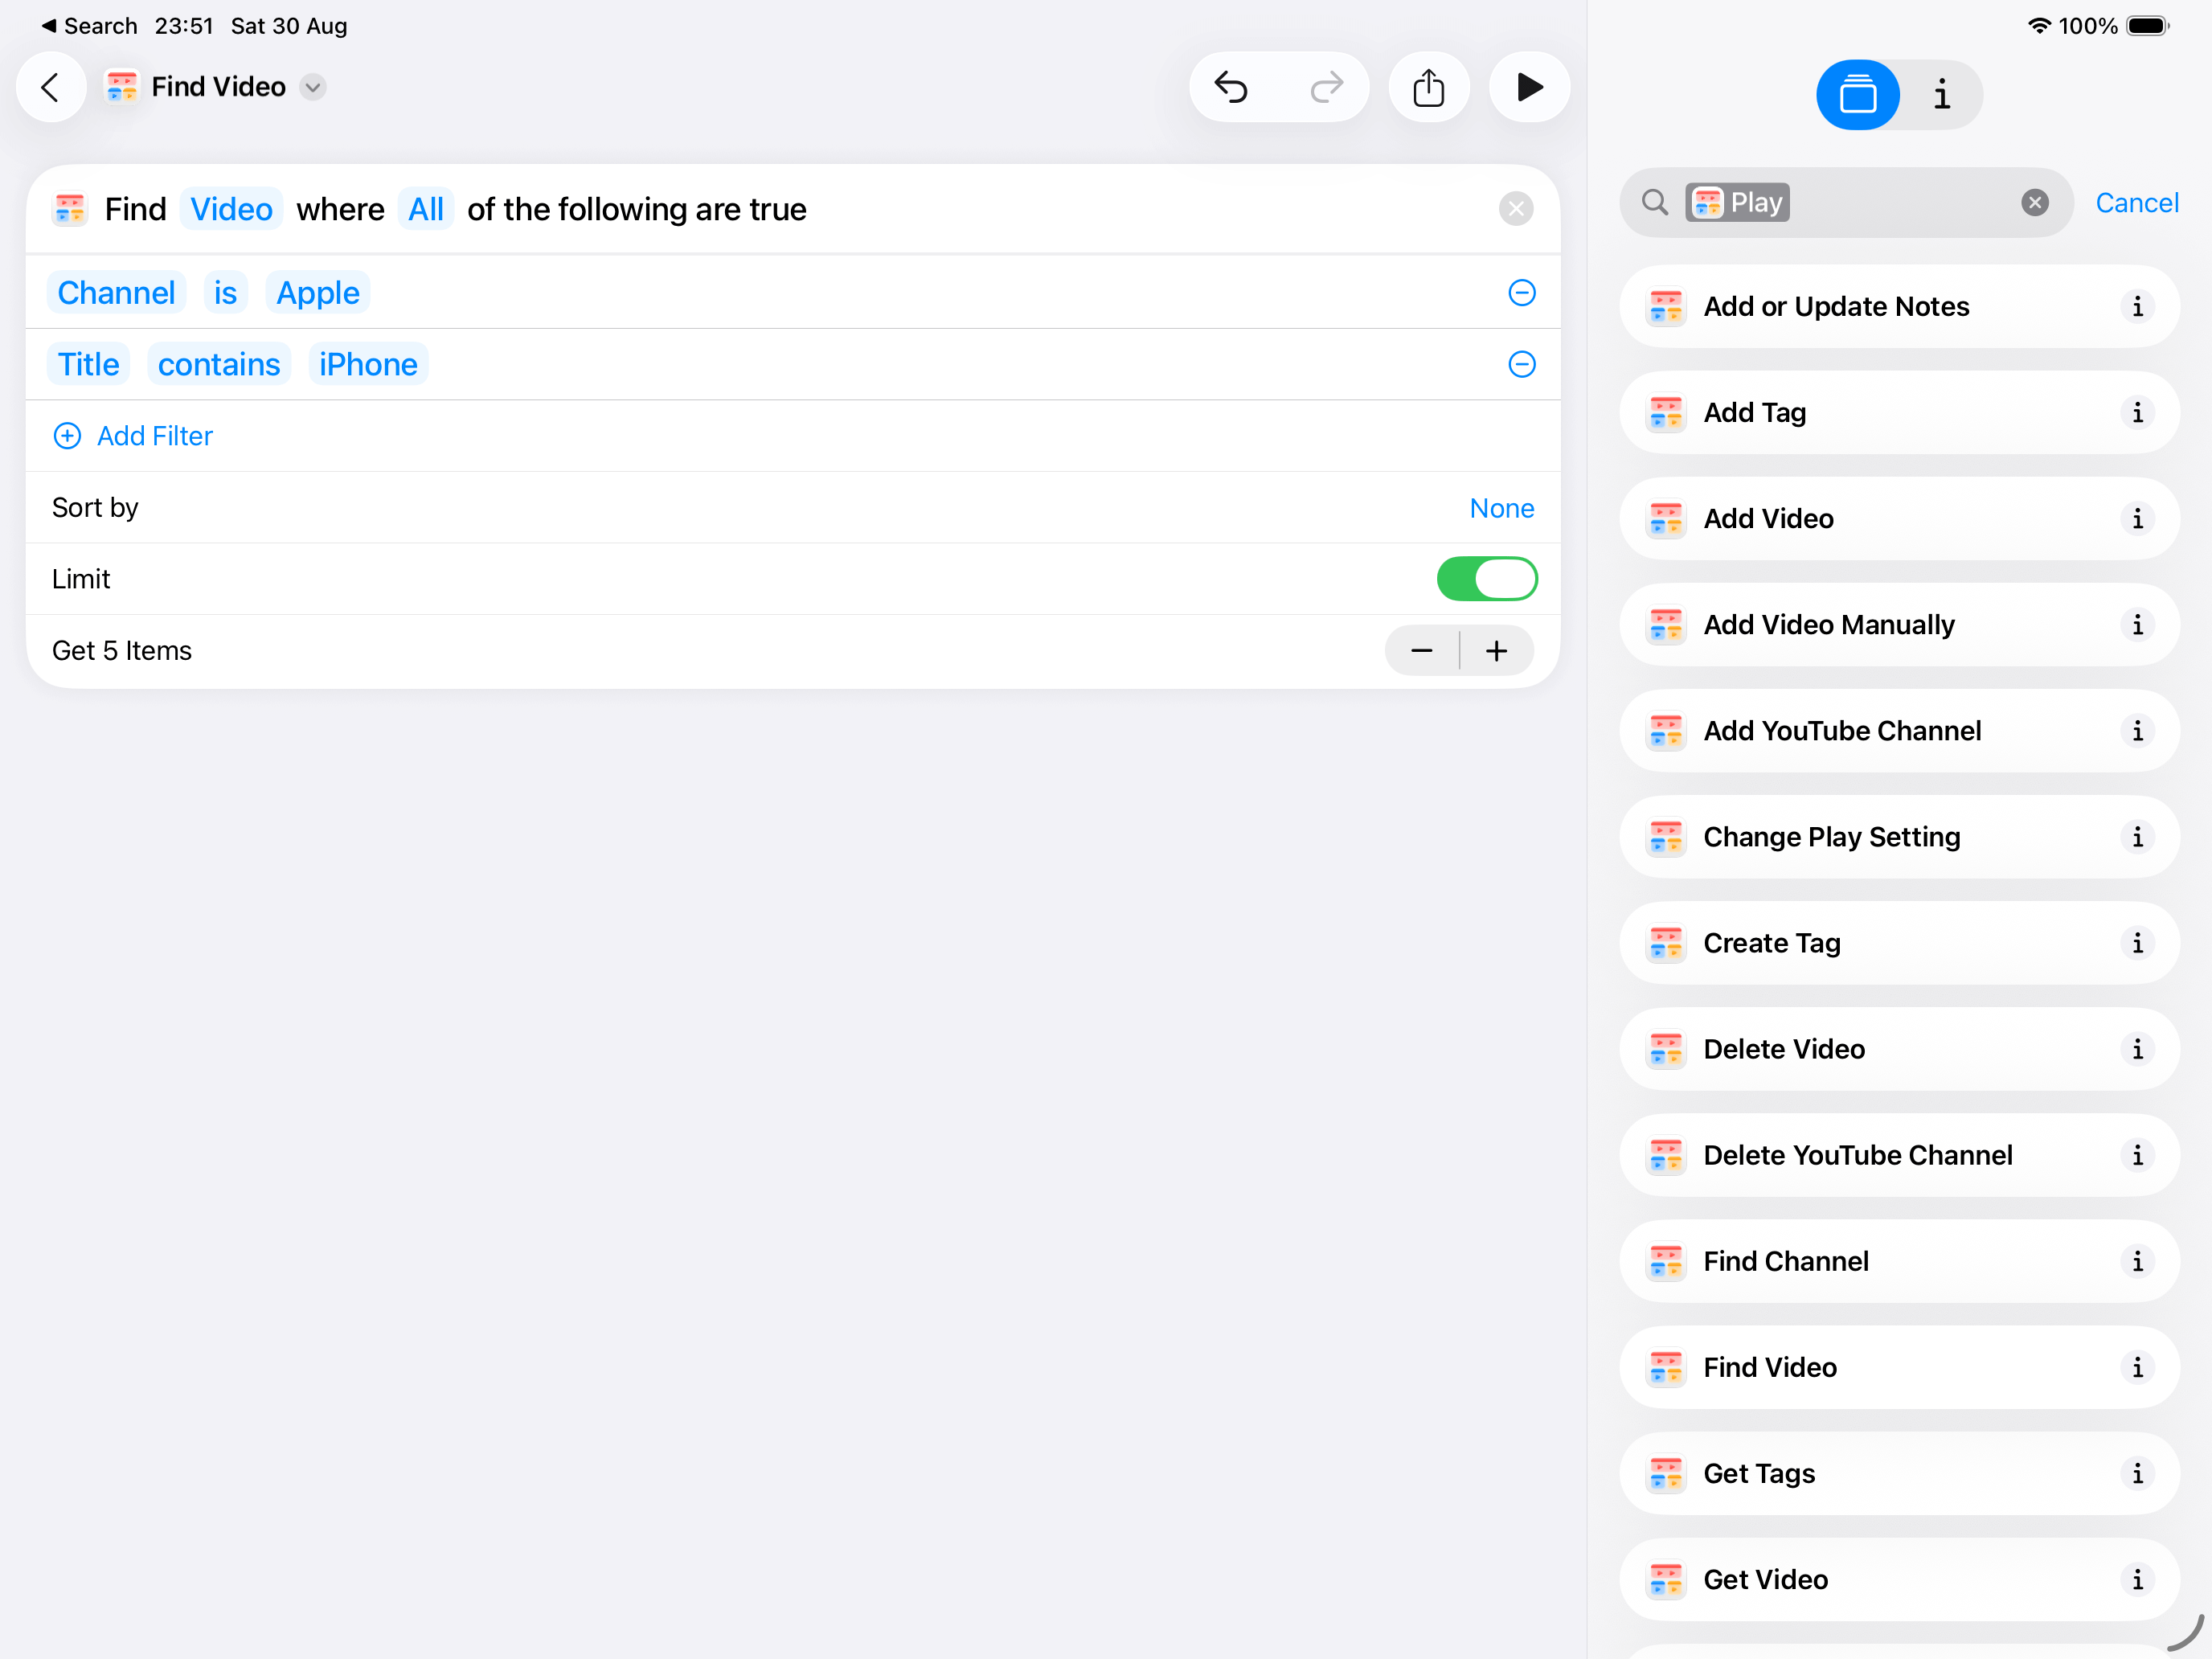 Search 23:51 Sat 30 Aug
100%
Find Video
Find Video where All of the following are true
Channel is Apple
Title contains iPhone
Add Filter
Sort by None
Limit
Get 5 Items
Play Cancel
Add or Update Notes
Add Tag
Add Video
Add Video Manually
Add YouTube Channel
Change Play Setting
Create Tag
Delete Video
Delete YouTube Channel
Find Channel
Find Video
Get Tags
Get Video